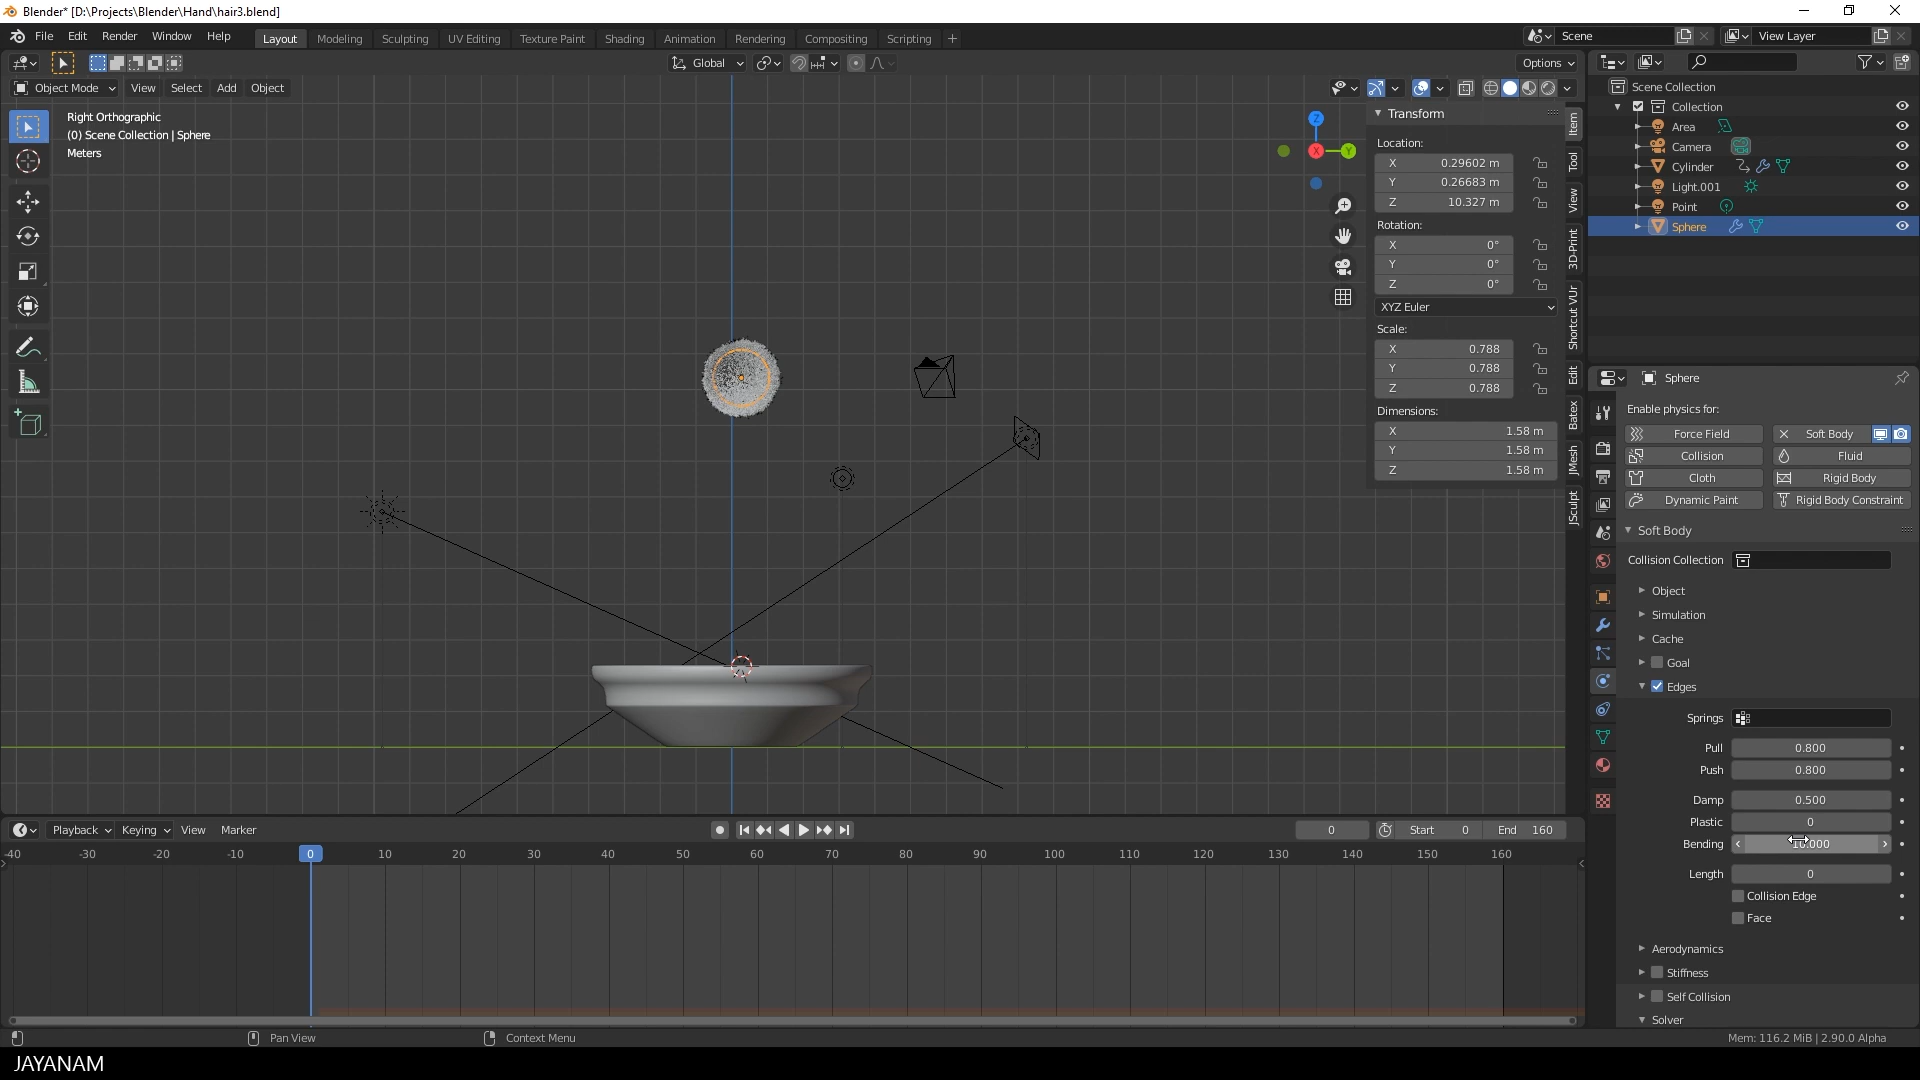 Blender* [D:\Projects\Blender\Hand\hair3.blend]
File Edit Render Window Help
Layout Modeling Sculpting UV Editing Texture Paint Shading Animation Rendering Compositing Scripting +
Scene View Layer
Global Options
Object Mode View Select Add Object
Right Orthographic
(0) Scene Collection | Sphere
Meters
Z
X
Y
Transform
Location:
X 0.29602 m
Y 0.26683 m
Z 10.327 m
Rotation:
X 0°
Y 0°
Z 0°
XYZ Euler
Scale:
X 0.788
Y 0.788
Z 0.788
Dimensions:
X 1.58 m
Y 1.58 m
Z 1.58 m
Item
Tool
View
3D-Print
Shortcut VUr
Edit
Batex
JMesh
JSculpt
Scene Collection
Collection
Area
Camera
Cylinder
Light.001
Point
Sphere
Sphere
Enable physics for:
Force Field Soft Body
Collision Fluid
Cloth Rigid Body
Dynamic Paint Rigid Body Constraint
Soft Body
Collision Collection
Object
Simulation
Cache
Goal
Edges
Springs
Pull 0.800
Push 0.800
Damp 0.500
Plastic 0
Bending 10.000
Length 0
Collision Edge
Face
Aerodynamics
Stiffness
Self Collision
Solver
Playback Keying View Marker
0 Start 0 End 160
-40 -30 -20 -10 0 10 20 30 40 50 60 70 80 90 100 110 120 130 140 150 160
Pan View Context Menu
Mem: 116.2 MiB | 2.90.0 Alpha
JAYANAM